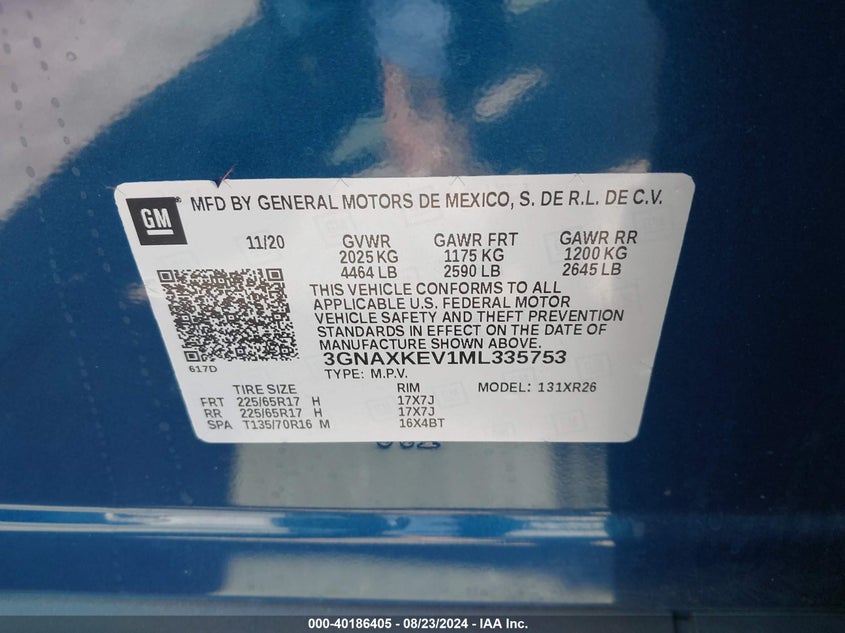 GM
MFD BY GENERAL MOTORS DE MEXICO, S. DE R.L. DE C.V.
11/20 GVWR GAWR FRT GAWR RR
2025 KG 1175 KG 1200 KG
4464 LB 2590 LB 2645 LB
THIS VEHICLE CONFORMS TO ALL
APPLICABLE U.S. FEDERAL MOTOR
VEHICLE SAFETY AND THEFT PREVENTION
STANDARDS IN EFFECT ON THE DATE OF
MANUFACTURE SHOWN ABOVE.
3GNAXKEV1ML335753
617D
TYPE: M.P.V.
TIRE SIZE RIM MODEL: 131XR26
FRT 225/65R17 H 17X7J
RR 225/65R17 H 17X7J
SPA T135/70R16 M 16X4BT
000-40186405 - 08/23/2024 - IAA Inc.